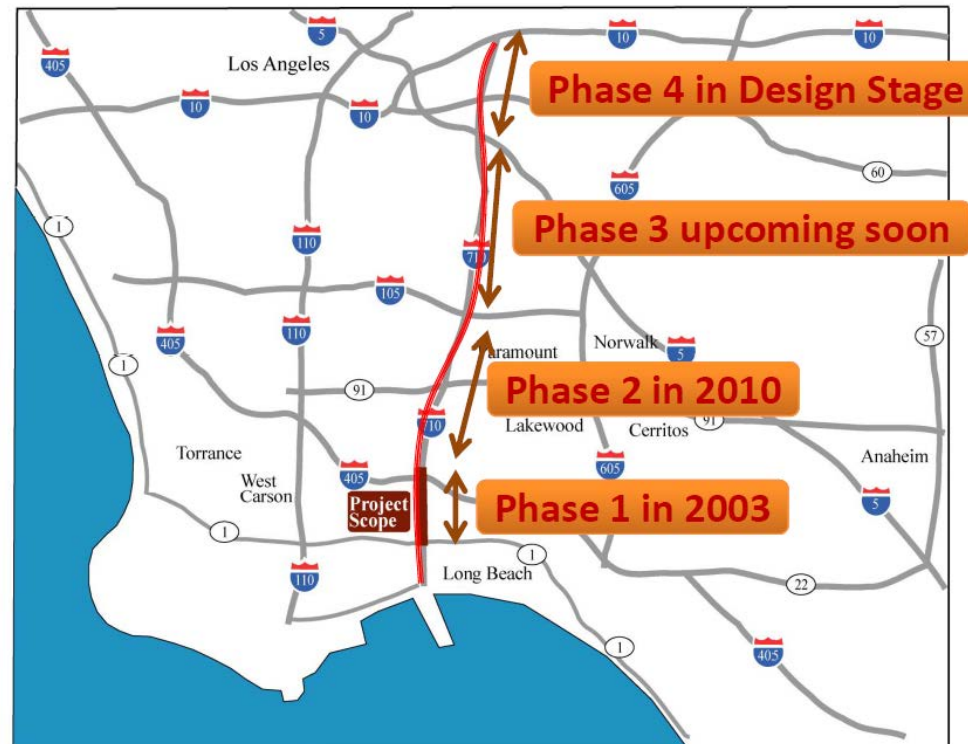 5
10
10
405
Los Angeles
Phase 4 in Design Stage
10
10
60
605
1
110
Phase 3 upcoming soon
710
105
57
110
405
Norwalk
aramount
5
1
91
Phase 2 in 2010
710
Lakewood
91
Cerritos
Torrance
605
Anaheim
West
Carson
405
Project
Scope
Phase 1 in 2003
5
1
1
110
Long Beach
22
1
405